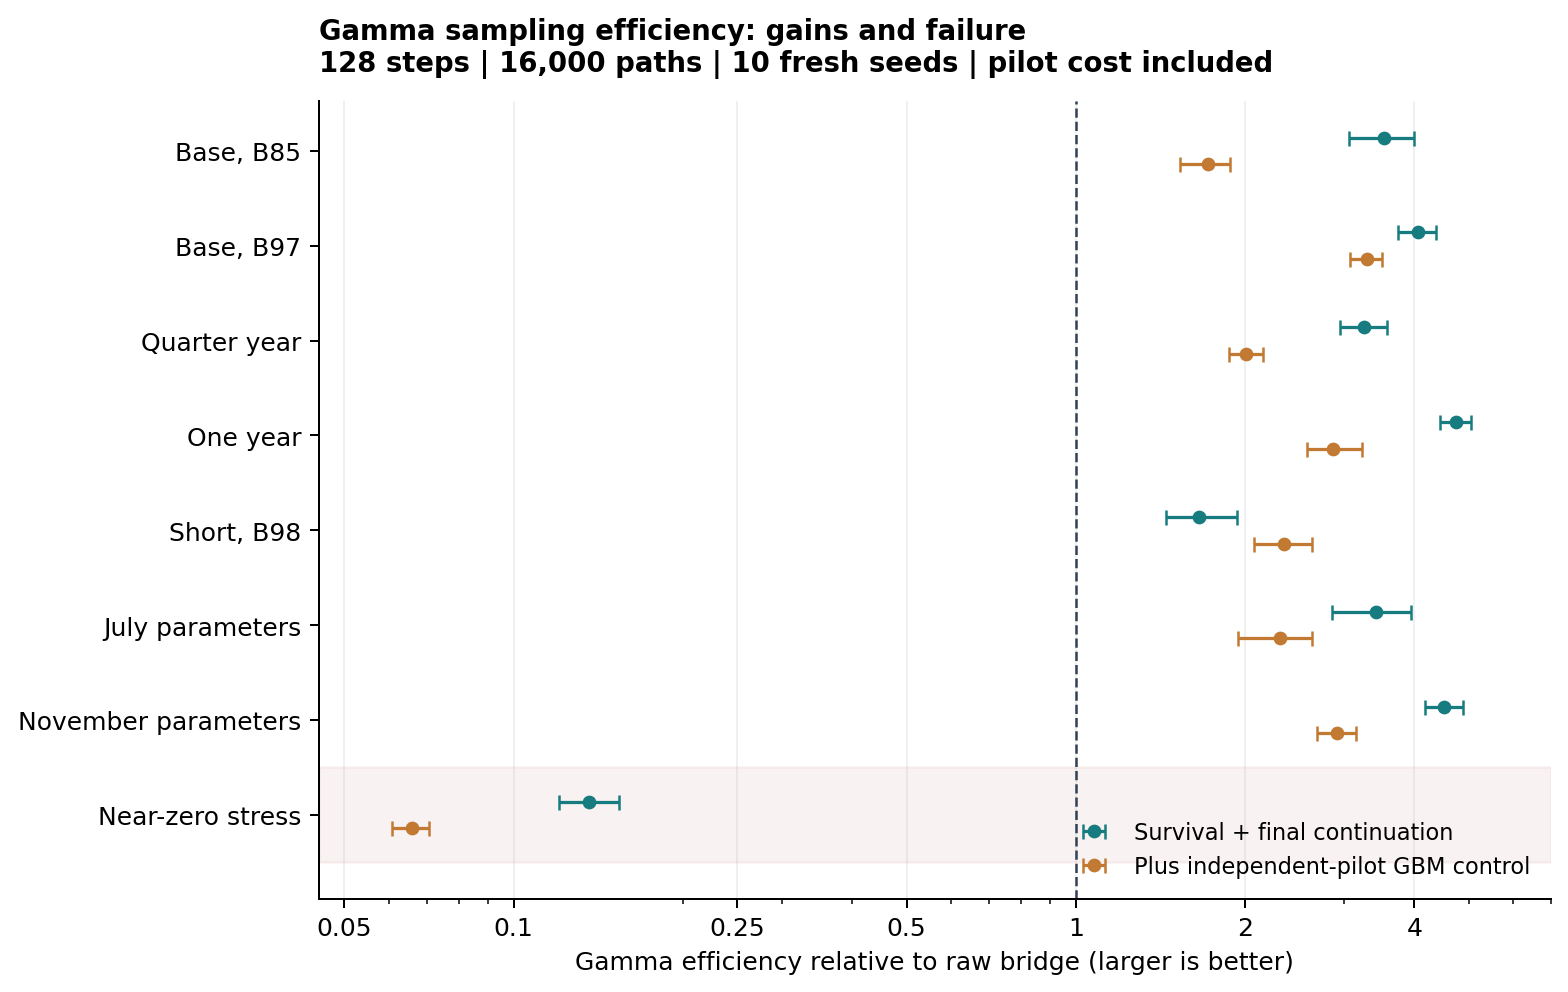 Gamma sampling efficiency: gains and failure
128 steps | 16,000 paths | 10 fresh seeds | pilot cost included
Base, B85
Base, B97
Quarter year
One year
Short, B98
July parameters
November parameters
Near-zero stress
Survival + final continuation
Plus independent-pilot GBM control
0.05 0.1 0.25 0.5 1 2 4
Gamma efficiency relative to raw bridge (larger is better)